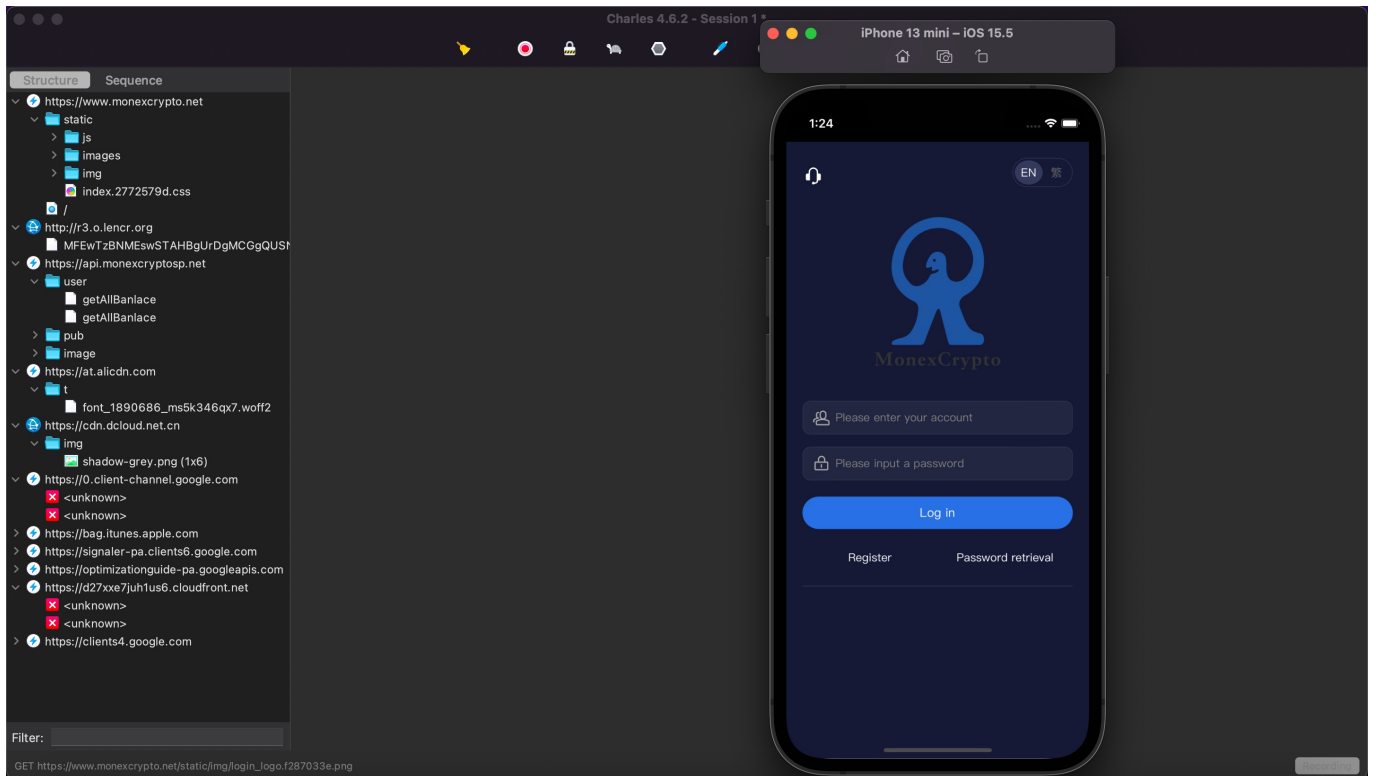 Charles 4.6.2 - Session 1 *
Structure
Sequence
https://www.monexcrypto.net
static
js
images
img
index.2772579d.css
/
http://r3.o.lencr.org
MFEwTzBNMEswSTAHBgUrDgMCGgQUSN
https://api.monexcryptosp.net
user
getAllBanlace
getAllBanlace
pub
image
https://at.alicdn.com
t
font_1890686_ms5k346qx7.woff2
https://cdn.dcloud.net.cn
img
shadow-grey.png (1x6)
https://0.client-channel.google.com
<unknown>
<unknown>
https://bag.itunes.apple.com
https://signaler-pa.clients6.google.com
https://optimizationguide-pa.googleapis.com
https://d27xxe7juh1us6.cloudfront.net
<unknown>
<unknown>
https://clients4.google.com
Filter:
GET https://www.monexcrypto.net/static/img/login_logo.f287033e.png
Recording
iPhone 13 mini – iOS 15.5
1:24
EN 繁
MonexCrypto
Please enter your account
Please input a password
Log in
Register
Password retrieval